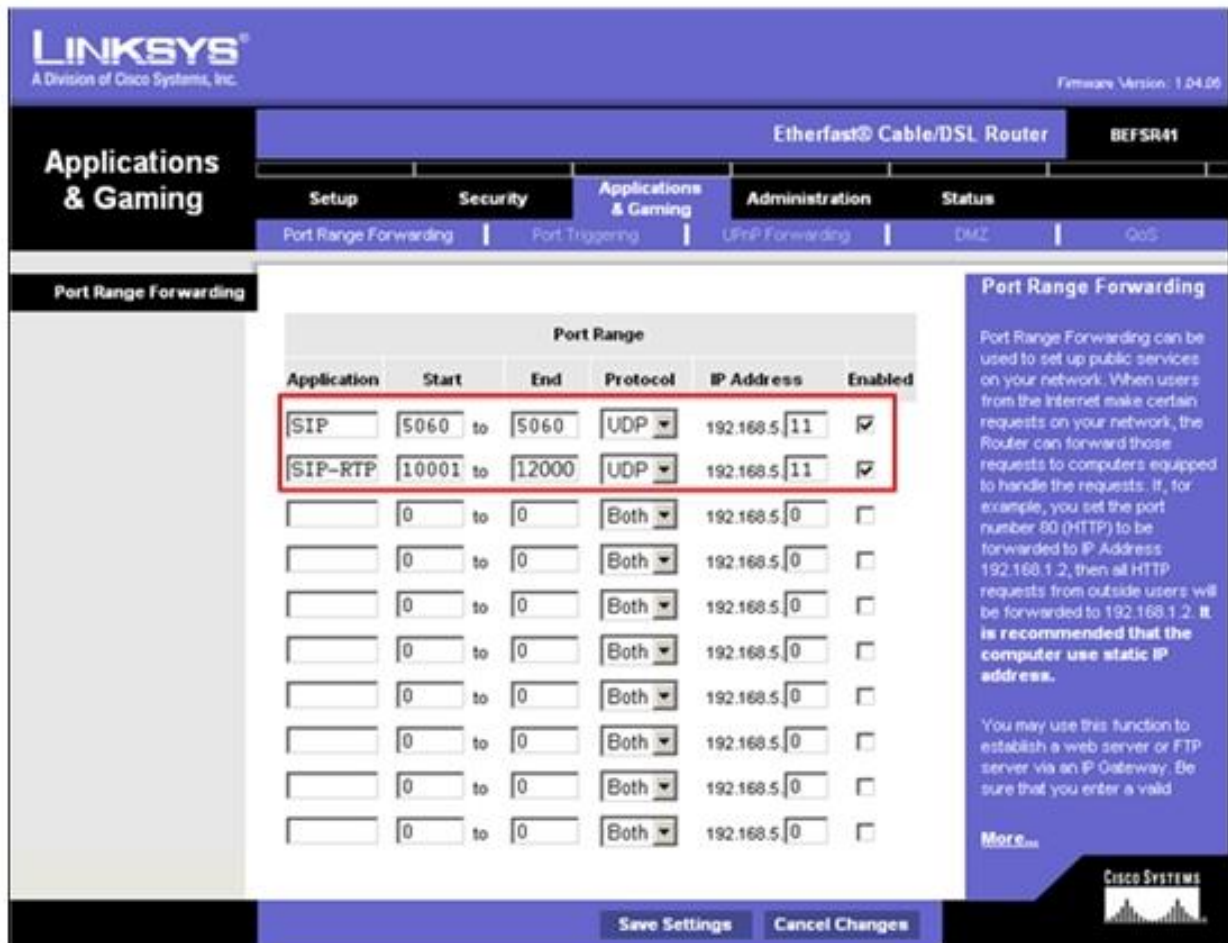 LINKSYS®
A Division of Cisco Systems, Inc.
Firmware Version: 1.04.06
Applications & Gaming
Etherfast® Cable/DSL Router
BEFSR41
Setup
Security
Applications & Gaming
Administration
Status
Port Range Forwarding
Port Triggering
UPnP Forwarding
DMZ
QoS
Port Range Forwarding
Port Range
Application Start End Protocol IP Address Enabled
SIP 5060 to 5060 UDP 192.168.5.11
SIP-RTP 10001 to 12000 UDP 192.168.5.11
0 to 0 Both 192.168.5.0
0 to 0 Both 192.168.5.0
0 to 0 Both 192.168.5.0
0 to 0 Both 192.168.5.0
0 to 0 Both 192.168.5.0
0 to 0 Both 192.168.5.0
0 to 0 Both 192.168.5.0
0 to 0 Both 192.168.5.0
Port Range Forwarding
Port Range Forwarding can be
used to set up public services
on your network. When users
from the Internet make certain
requests on your network, the
Router can forward those
requests to computers equipped
to handle the requests. If, for
example, you set the port
number 80 (HTTP) to be
forwarded to IP Address
192.168.1.2, then all HTTP
requests from outside users will
be forwarded to 192.168.1.2. It
is recommended that the
computer use static IP
address.
You may use this function to
establish a web server or FTP
server via an IP Gateway. Be
sure that you enter a valid
More...
Save Settings
Cancel Changes
CISCO SYSTEMS